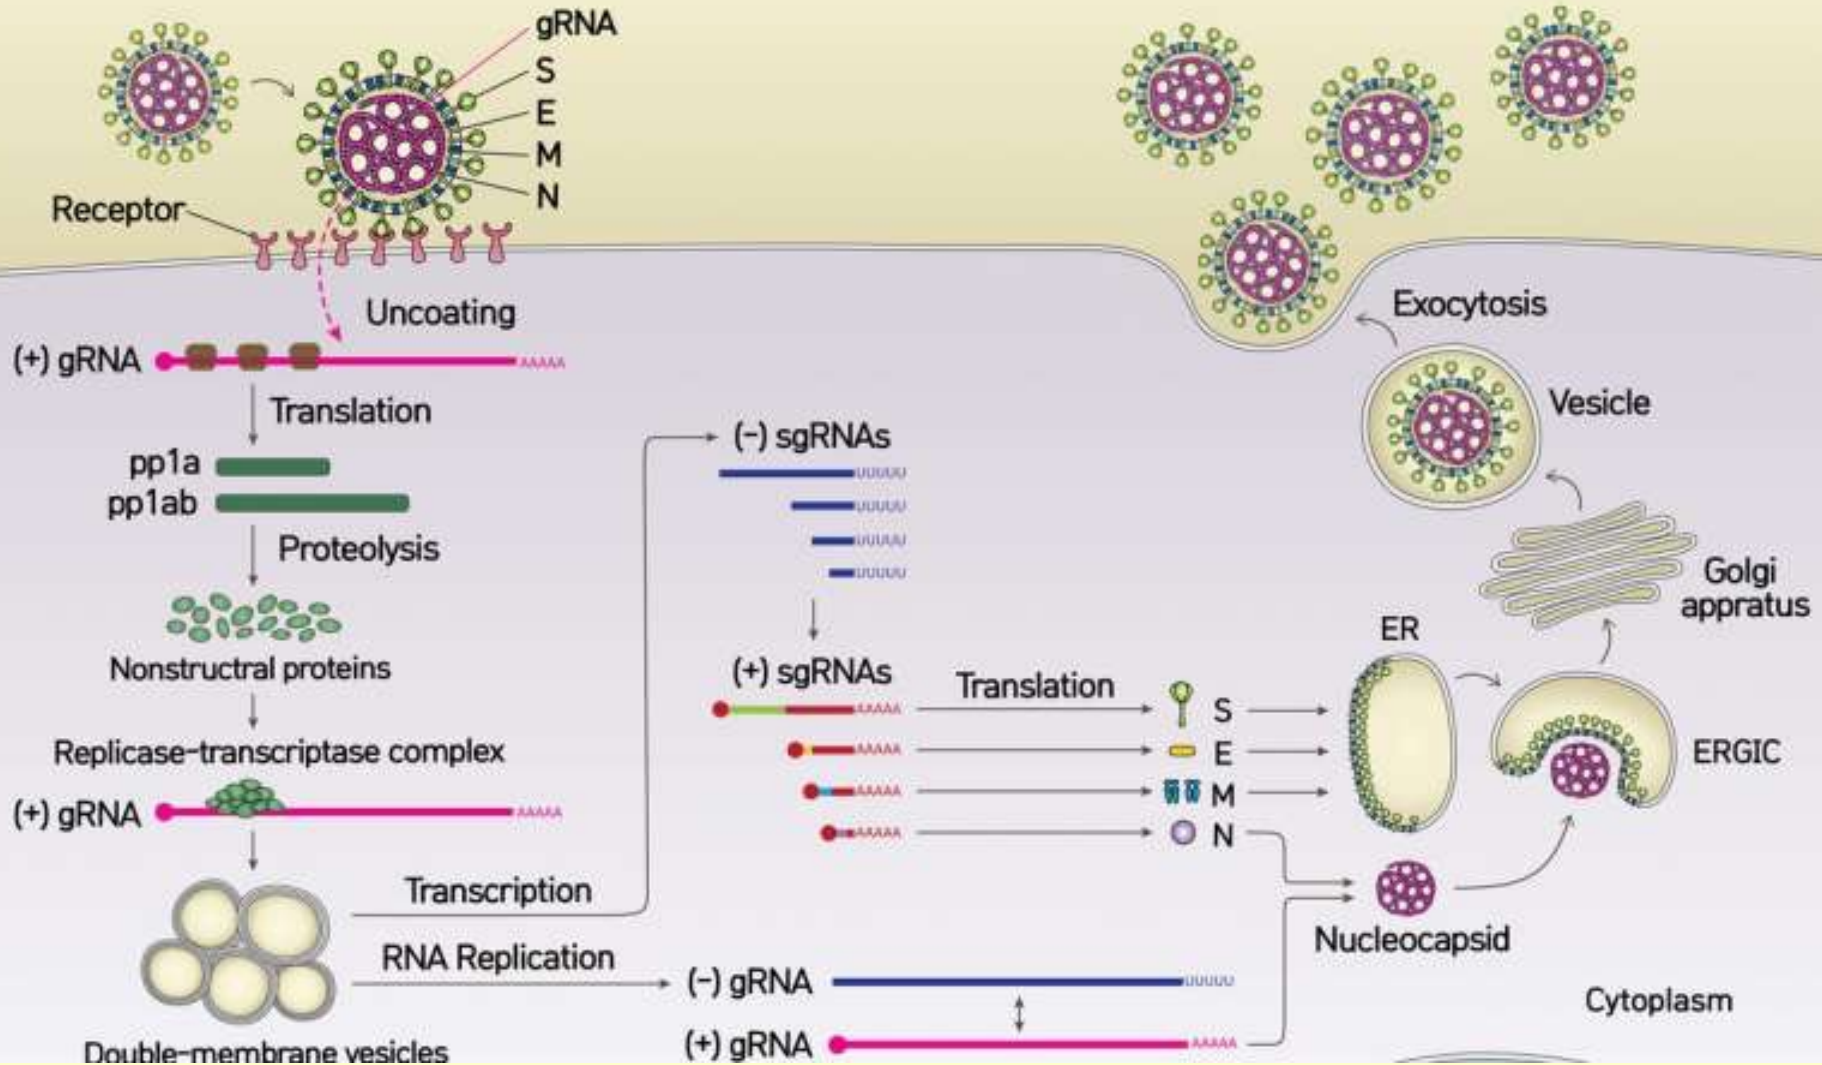 gRNA
S
E
M
N
Receptor
Uncoating
(+) gRNA
AAAAA
Translation
pp1a
pp1ab
Proteolysis
Nonstructral proteins
Replicase-transcriptase complex
(+) gRNA
AAAAA
Double-membrane vesicles
Transcription
RNA Replication
(-) sgRNAs
UUUUU
UUUUU
UUUUU
UUUUU
(+) sgRNAs
AAAAA
AAAAA
AAAAA
AAAAA
Translation
S
E
M
N
(-) gRNA
UUUUU
(+) gRNA
AAAAA
Nucleocapsid
ER
ERGIC
Golgi
appratus
Vesicle
Exocytosis
Cytoplasm